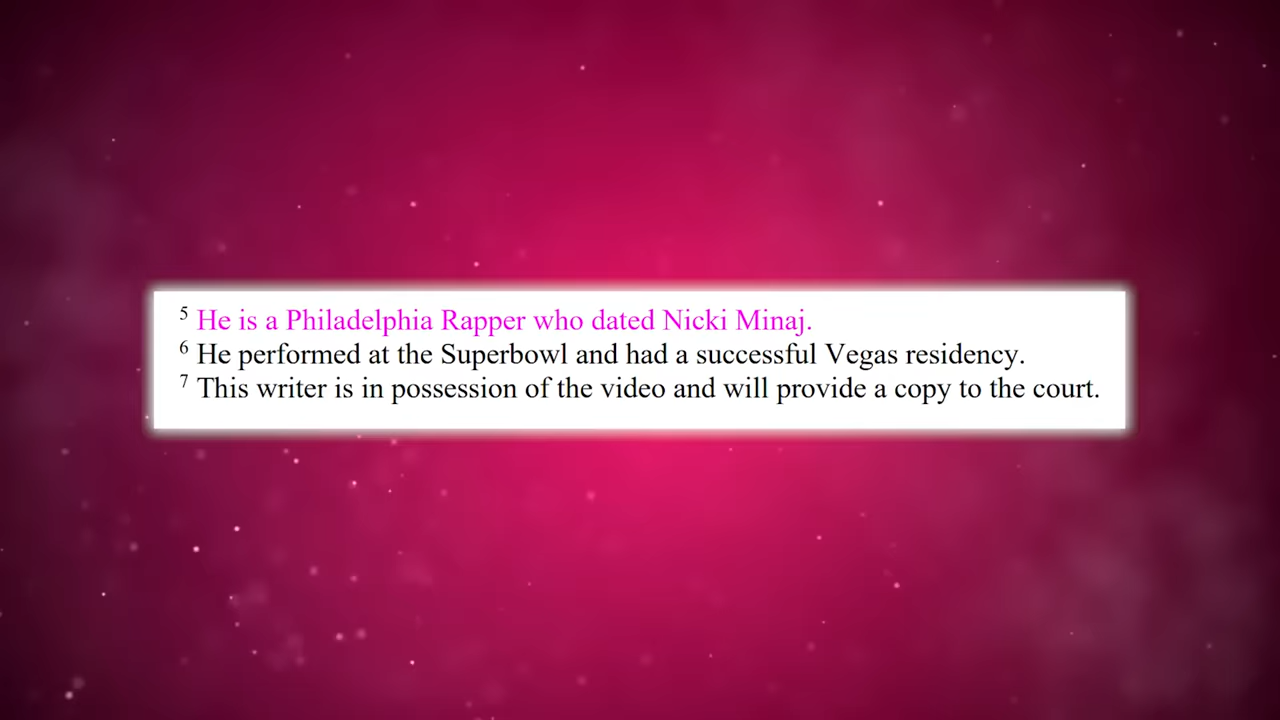 ⁵ He is a Philadelphia Rapper who dated Nicki Minaj.
⁶ He performed at the Superbowl and had a successful Vegas residency.
⁷ This writer is in possession of the video and will provide a copy to the court.